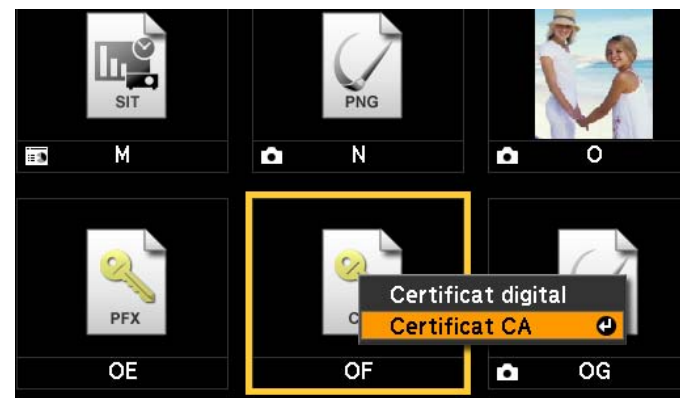 SIT
PNG
M
N
O
PFX
Certificat digital
Certificat CA
OE
OF
OG